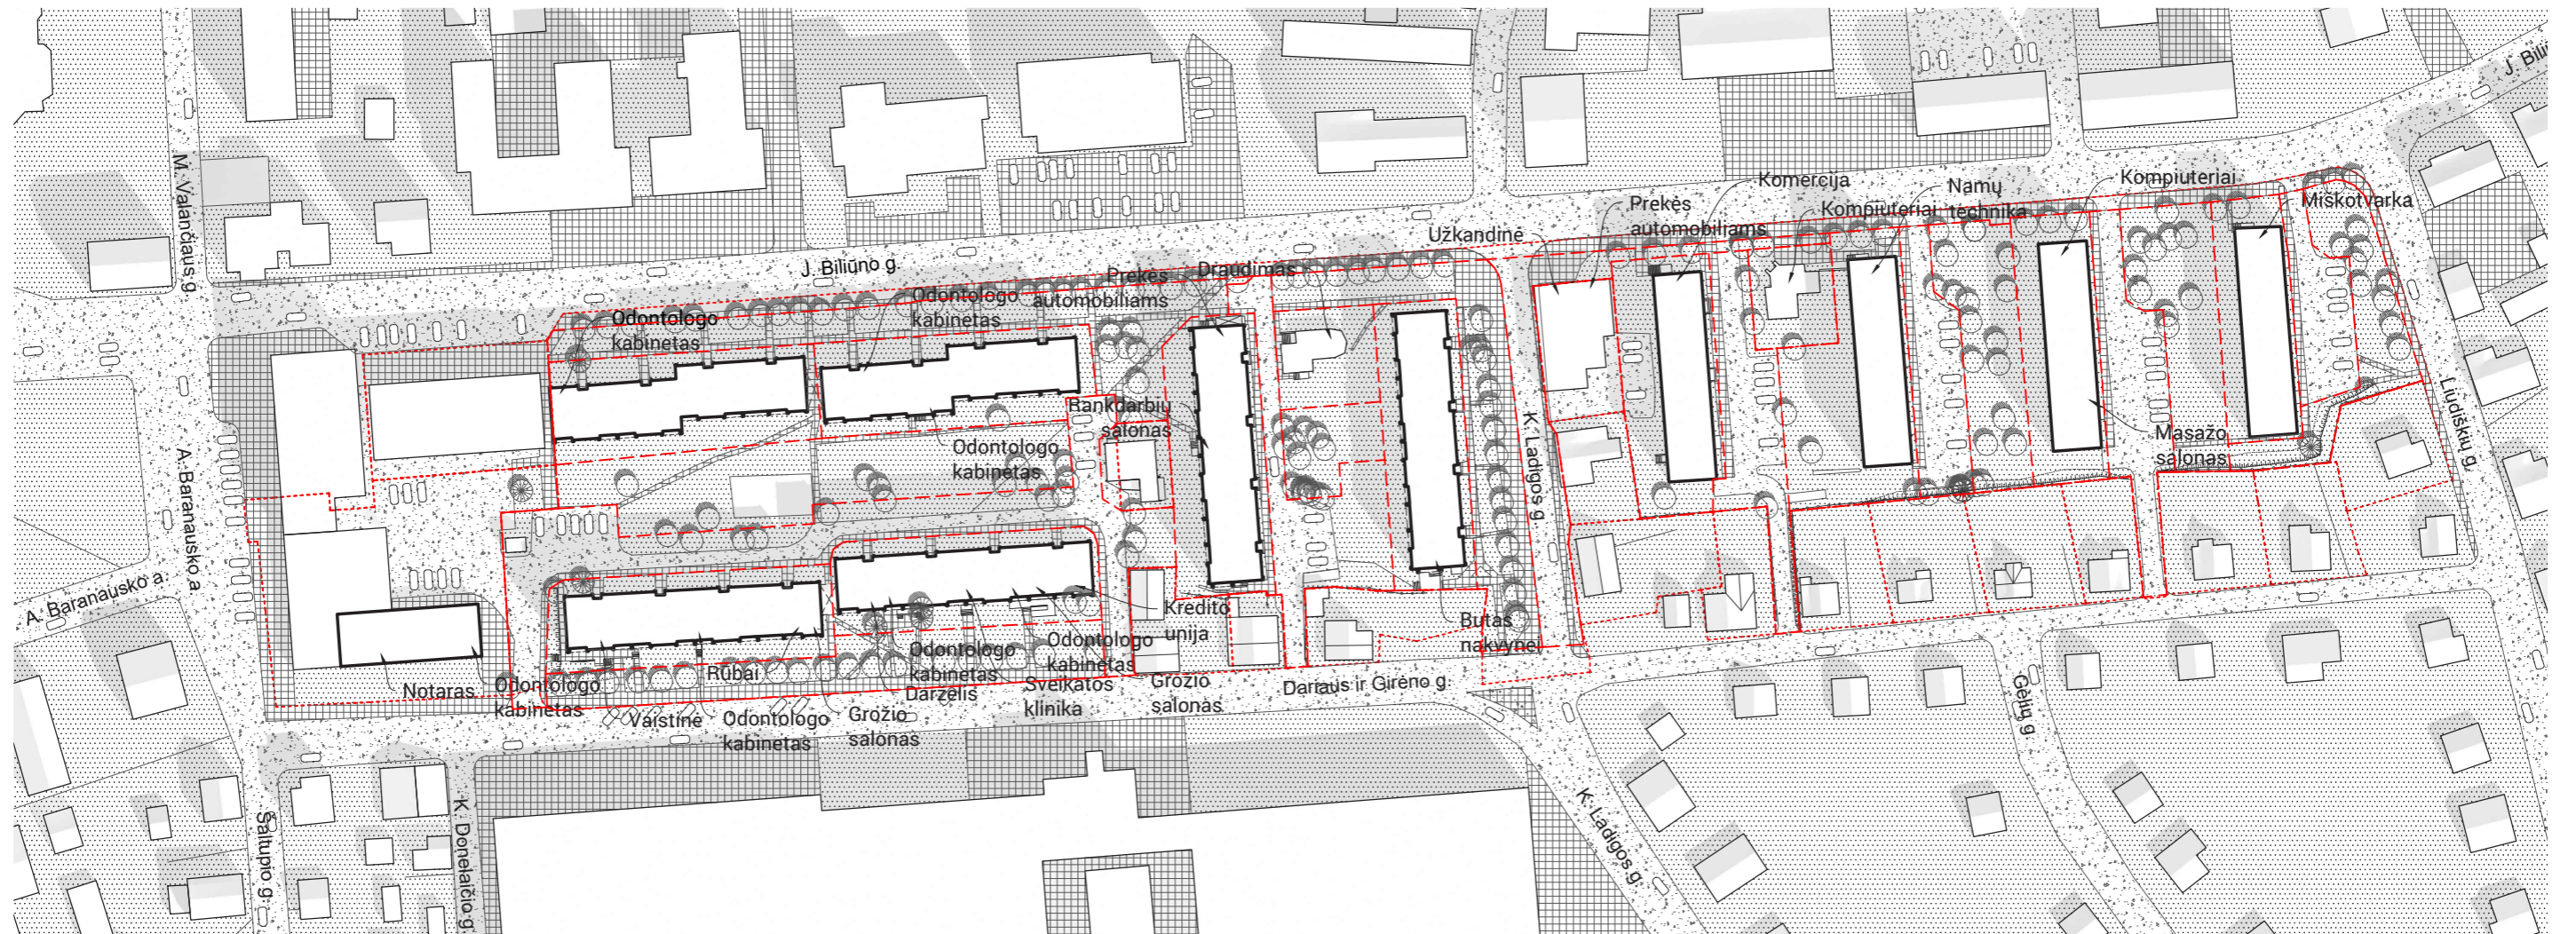 J. Bili
M. Valančiaus g.
J. Biliūno g.
Komercija
Namų
technika
Kompiuteriai
Miškotvarka
Prekės
automobiliams
Kompiuteriai
Užkandinė
Prekės
automobiliams
Draudimas
Odontologo
kabinetas
Odontologo
kabinetas
Rankdarbių
salonas
Odontologo
kabinetas
Masažo
salonas
K. Ladigos g.
Liudiškių g.
A. Baranausko a
A. Baranausko a.
Kredito
unija
Butas
nakvynei
Odontologo
kabinetas
Odontologo
kabinetas
Rūbai
Darželis
Sveikatos
klinika
Grožio
salonas
Dariaus ir Girėno g.
Notaras
Odontologo
kabinetas
Vaistinė
Odontologo
kabinetas
Grožio
salonas
Gėlių g.
K. Ladigos g.
Šaltupio g.
K. Donelaičio g.